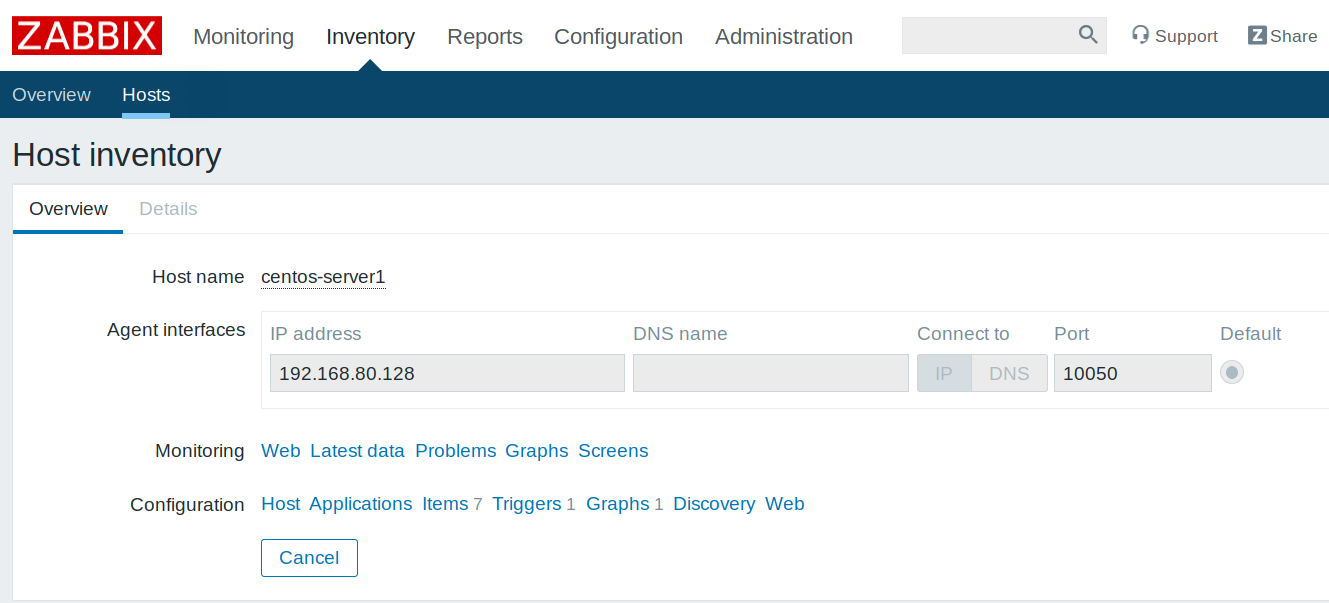 ZABBIX Monitoring Inventory Reports Configuration Administration Support Z Share
Overview Hosts
Host inventory
Overview Details
Host name centos-server1
Agent interfaces IP address DNS name Connect to Port Default
192.168.80.128 IP DNS 10050
Monitoring Web Latest data Problems Graphs Screens
Configuration Host Applications Items 7 Triggers 1 Graphs 1 Discovery Web
Cancel